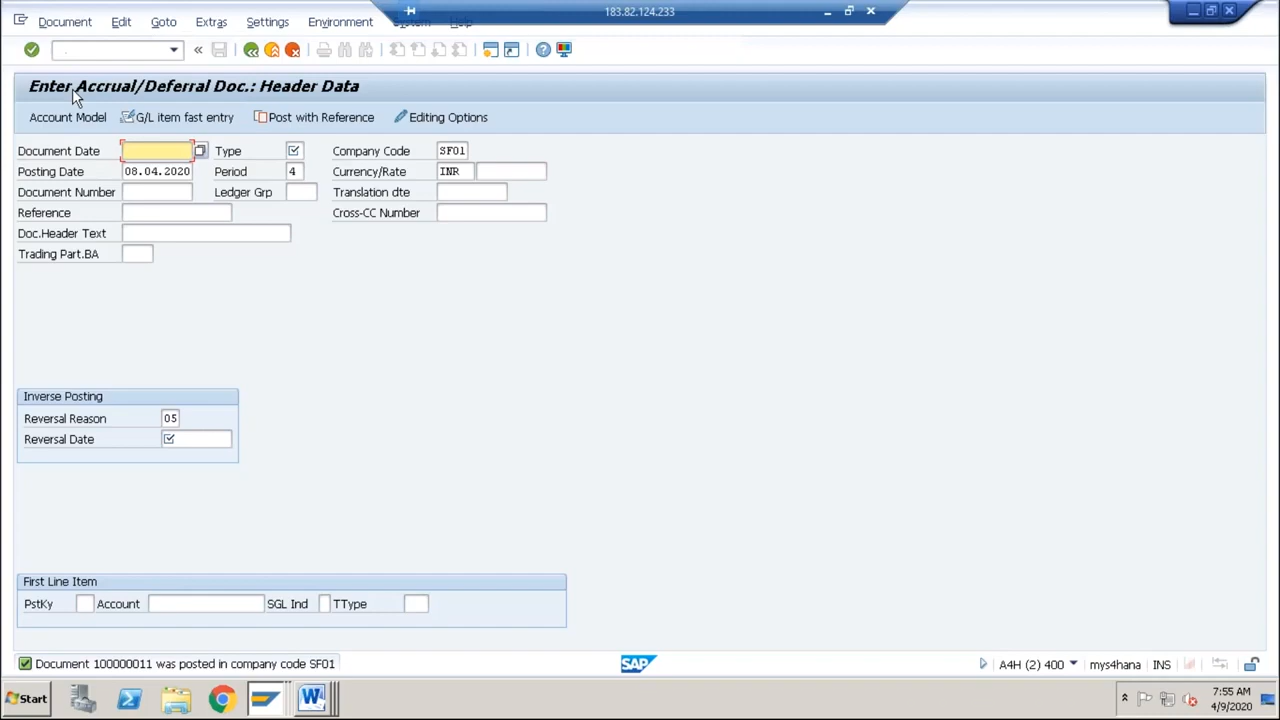 183.82.124.233
Document Edit Goto Extras Settings Environment System Help
Enter Accrual/Deferral Doc.: Header Data
Account Model G/L item fast entry Post with Reference Editing Options
Document Date Type Company Code SF01
Posting Date 08.04.2020 Period 4 Currency/Rate INR
Document Number Ledger Grp Translation dte
Reference Cross-CC Number
Doc.Header Text
Trading Part.BA
Inverse Posting
Reversal Reason 05
Reversal Date
First Line Item
PstKy Account SGL Ind TType
Document 100000011 was posted in company code SF01 SAP A4H (2) 400 mys4hana INS
Start 7:55 AM
4/9/2020